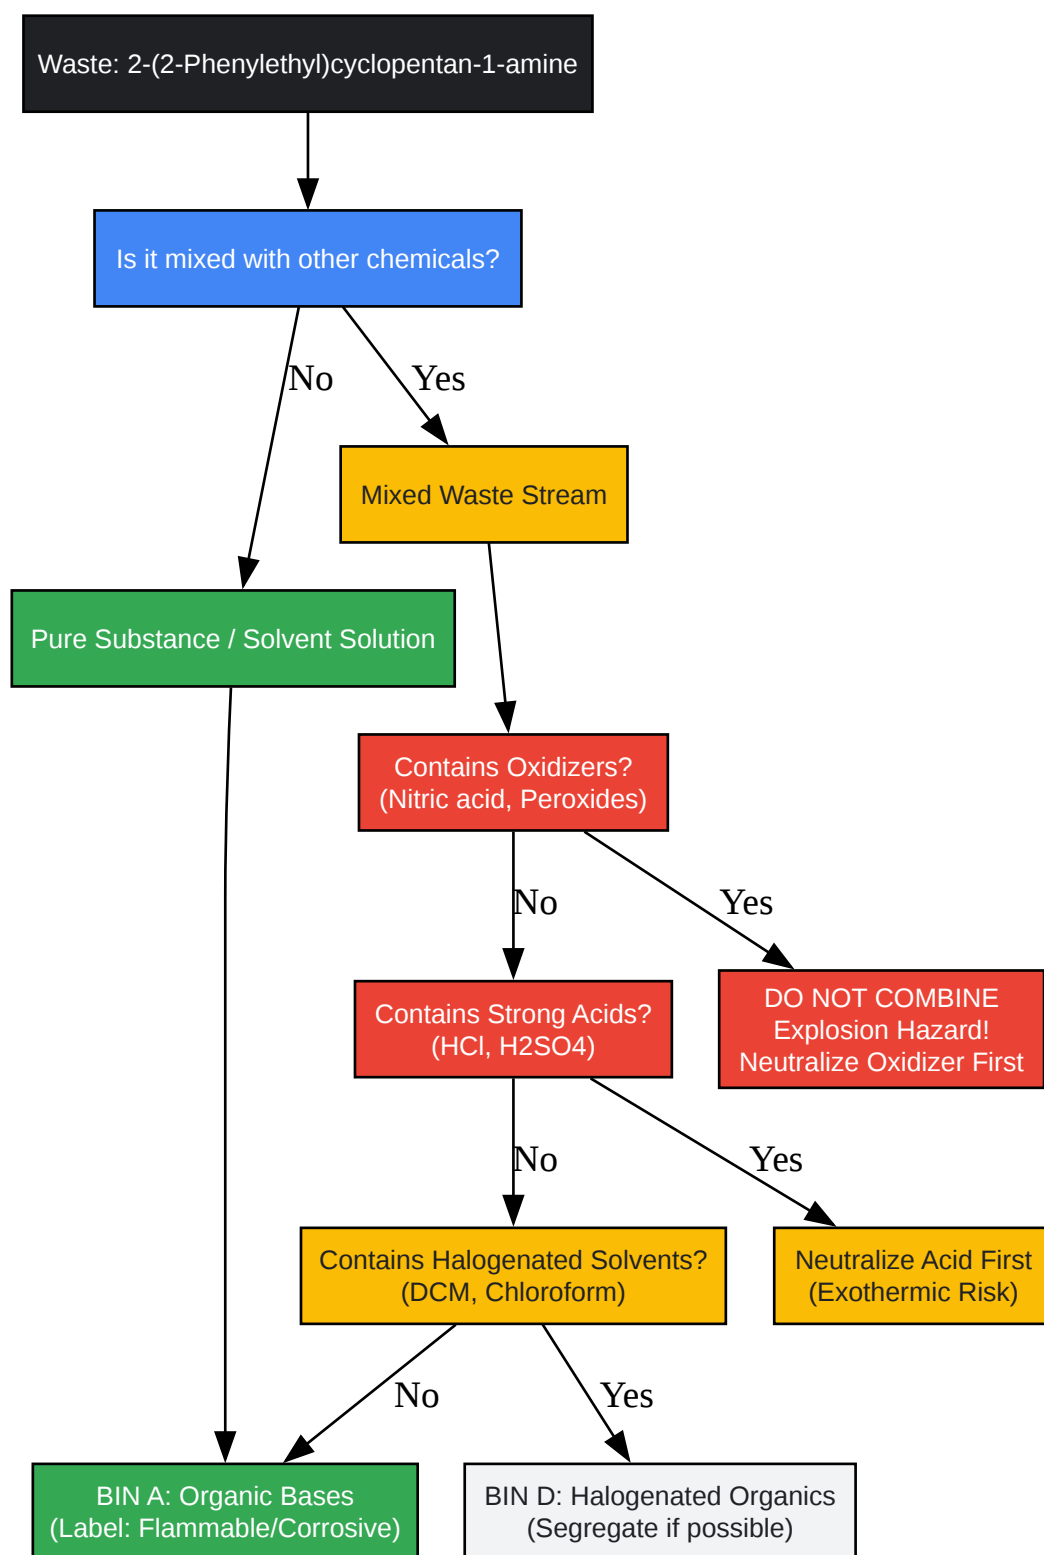 Waste: 2-(2-Phenylethyl)cyclopentan-1-amine
Is it mixed with other chemicals?
No
Yes
Mixed Waste Stream
Pure Substance / Solvent Solution
Contains Oxidizers?
(Nitric acid, Peroxides)
No
Yes
DO NOT COMBINE
Explosion Hazard!
Neutralize Oxidizer First
Contains Strong Acids?
(HCl, H2SO4)
No
Yes
Contains Halogenated Solvents?
(DCM, Chloroform)
Neutralize Acid First
(Exothermic Risk)
No
Yes
BIN A: Organic Bases
(Label: Flammable/Corrosive)
BIN D: Halogenated Organics
(Segregate if possible)